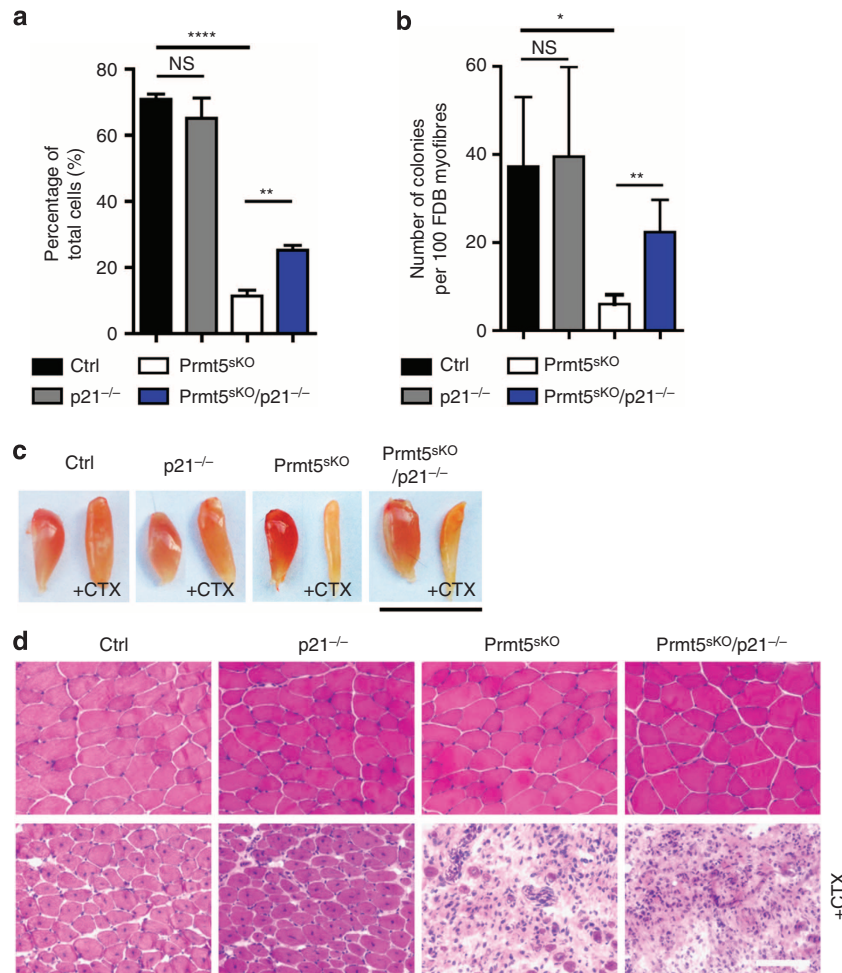 a
****
NS
**
Percentage of
total cells (%)
80
60
40
20
0
Ctrl
Prmt5ˢᴷᴼ
p21⁻/⁻
Prmt5ˢᴷᴼ/p21⁻/⁻
b
*
NS
**
Number of colonies
per 100 FDB myofibres
60
40
20
0
Ctrl
Prmt5ˢᴷᴼ
p21⁻/⁻
Prmt5ˢᴷᴼ/p21⁻/⁻
c
Ctrl
p21⁻/⁻
Prmt5ˢᴷᴼ
Prmt5ˢᴷᴼ
/p21⁻/⁻
+CTX
+CTX
+CTX
+CTX
d
Ctrl
p21⁻/⁻
Prmt5ˢᴷᴼ
Prmt5ˢᴷᴼ/p21⁻/⁻
+CTX